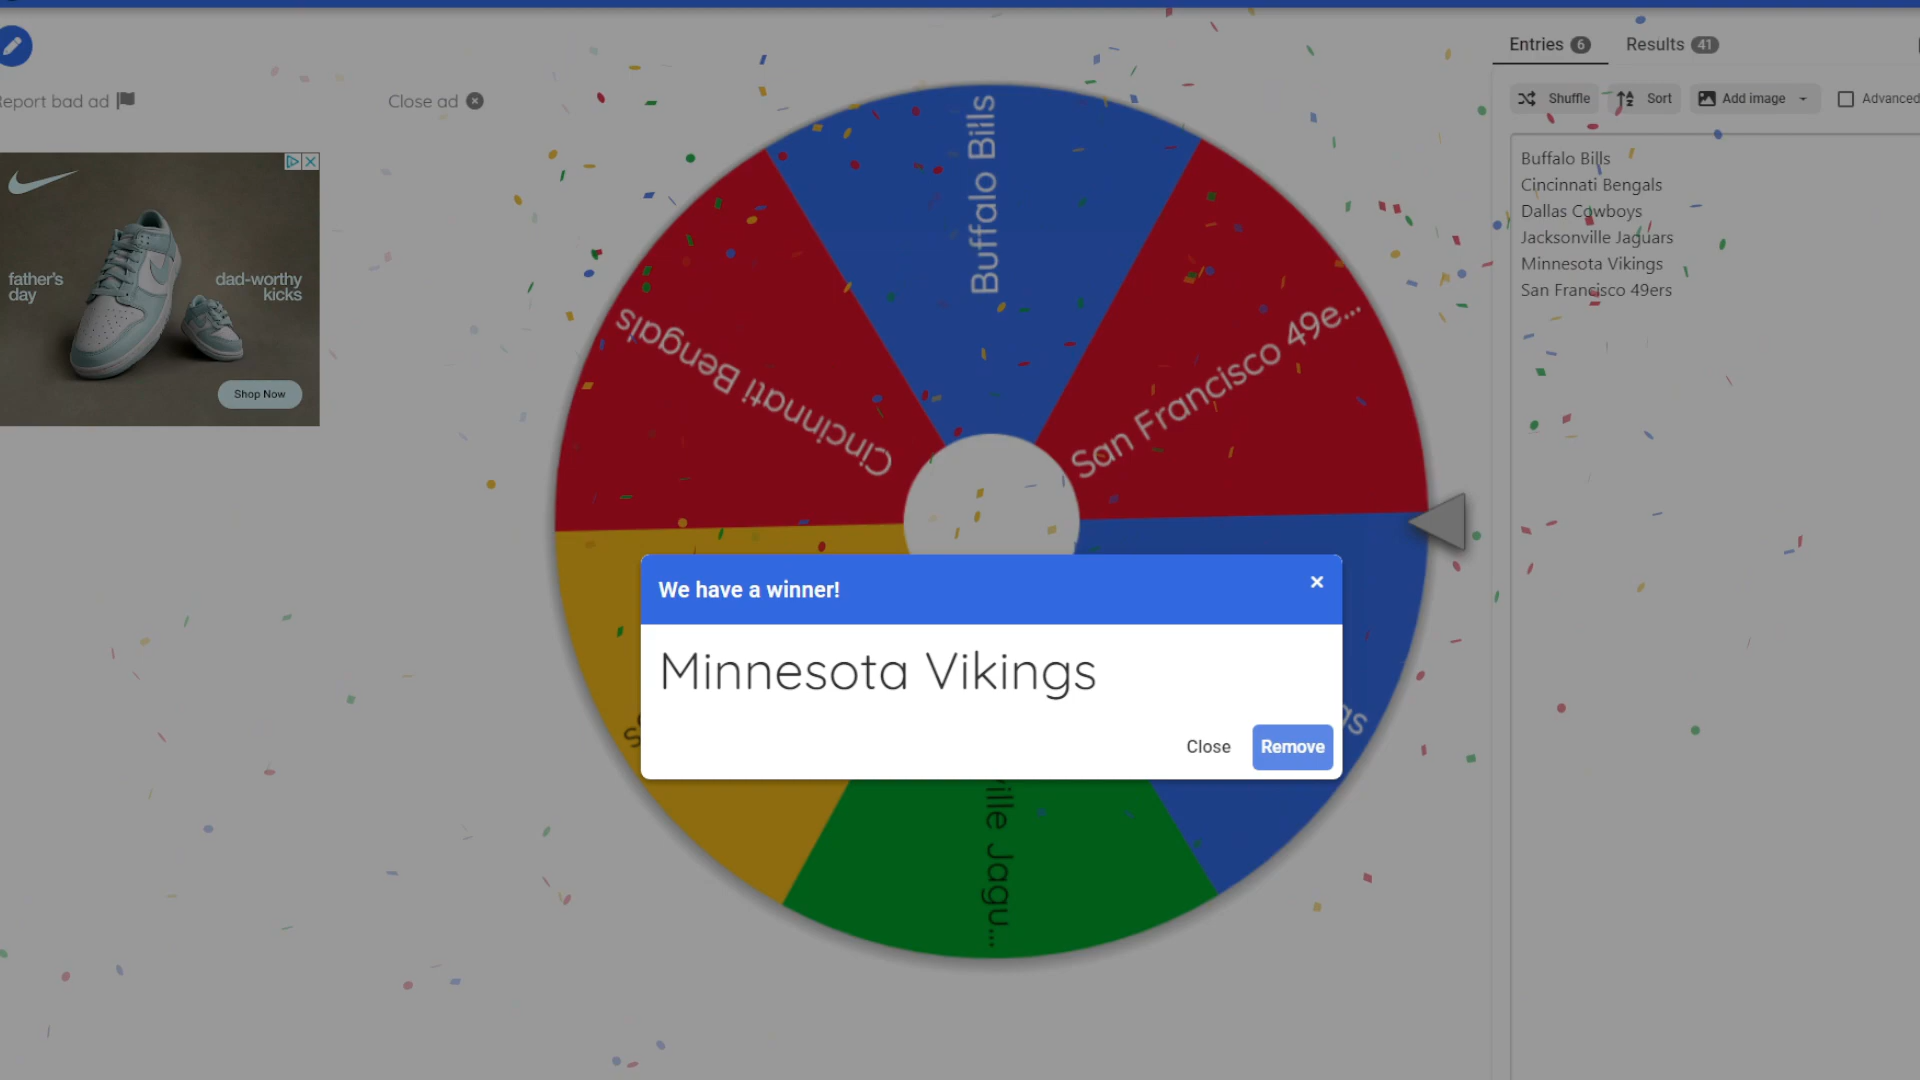 Entries 6
Results 41
Report bad ad
Close ad
Shuffle
Sort
Add image
Advanced
father's
day
dad-worthy
kicks
Shop Now
Buffalo Bills
Cincinnati Bengals
San Francisco 49e...
Buffalo Bills
Cincinnati Bengals
Dallas Cowboys
Jacksonville Jaguars
Minnesota Vikings
San Francisco 49ers
We have a winner!
Minnesota Vikings
Close
Remove
gs
s
ille Jagu...